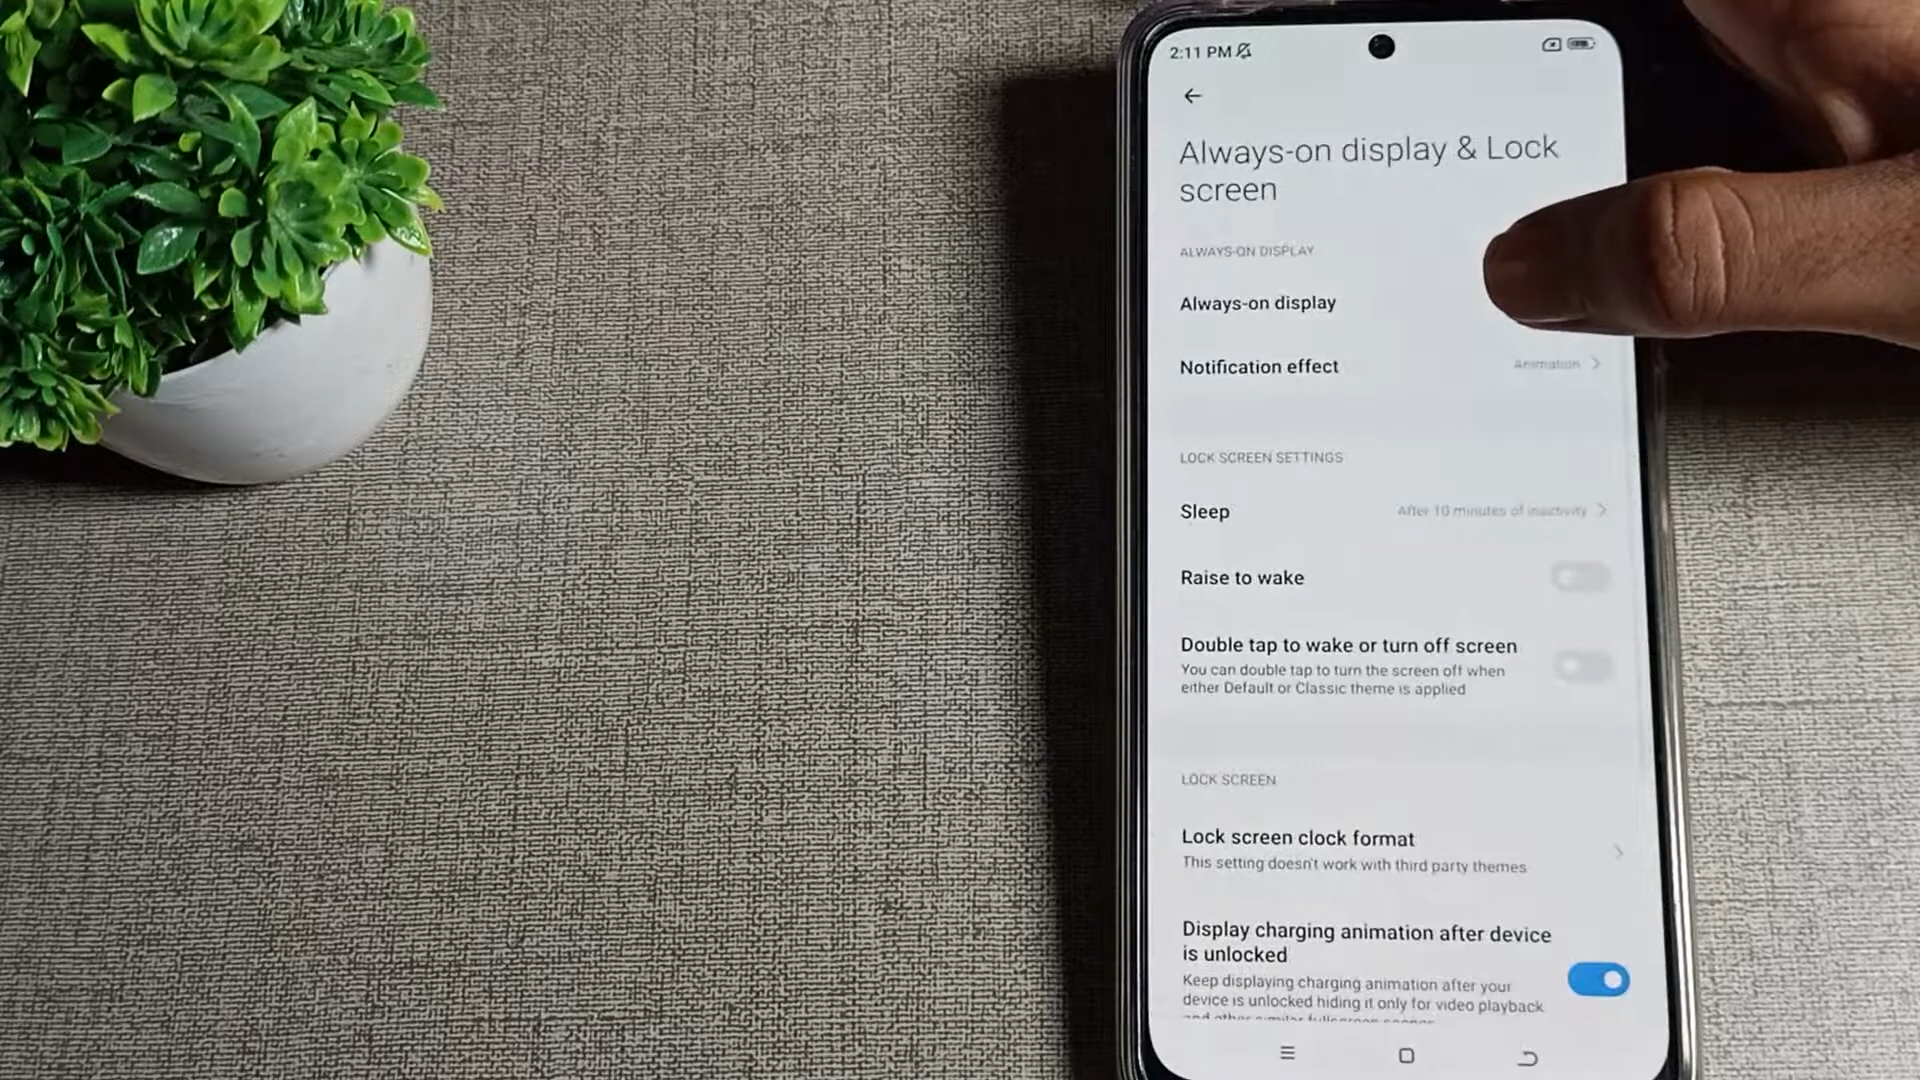 2:11 PM
Always-on display & Lock
screen
ALWAYS-ON DISPLAY
Always-on display
Notification effect
Animation
LOCK SCREEN SETTINGS
Sleep
After 10 minutes of inactivity
Raise to wake
Double tap to wake or turn off screen
You can double tap to turn the screen off when
either Default or Classic theme is applied
LOCK SCREEN
Lock screen clock format
This setting doesn't work with third party themes
Display charging animation after device
is unlocked
Keep displaying charging animation after your
device is unlocked hiding it only for video playback
and other similar fullscreen